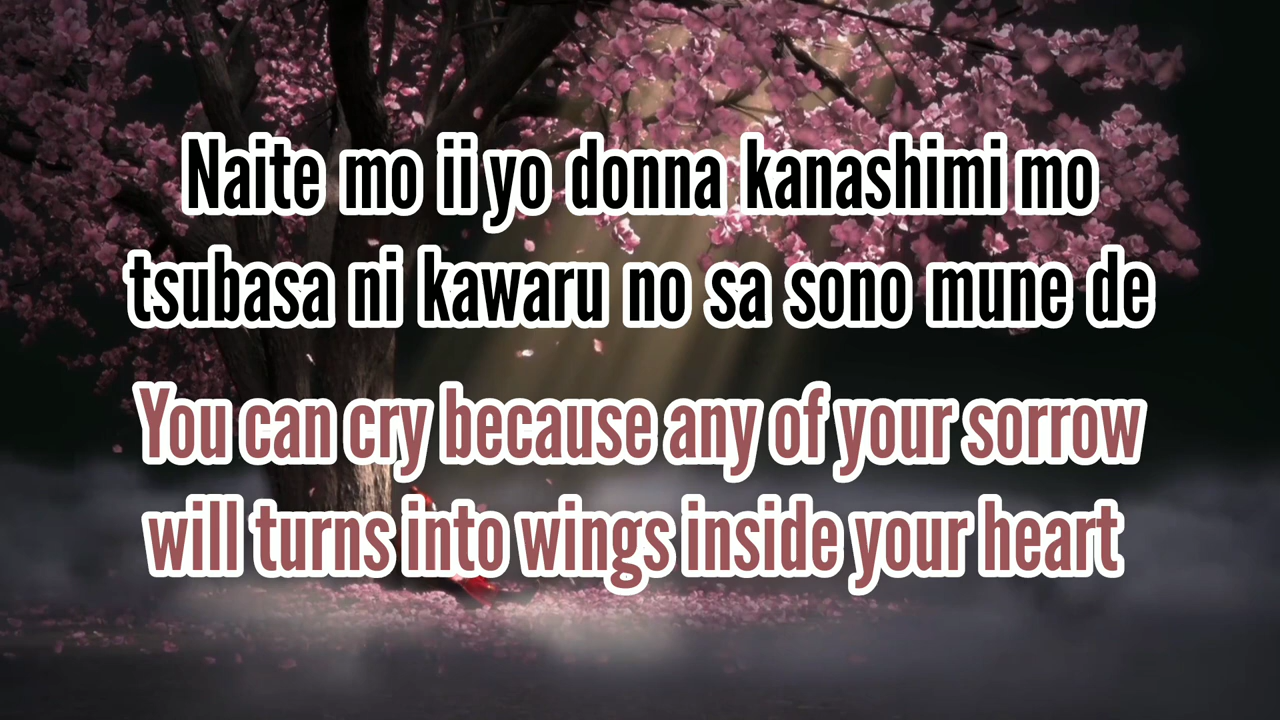 Naite mo ii yo donna kanashimi mo
tsubasa ni kawaru no sa sono mune de
You can cry because any of your sorrow
will turns into wings inside your heart